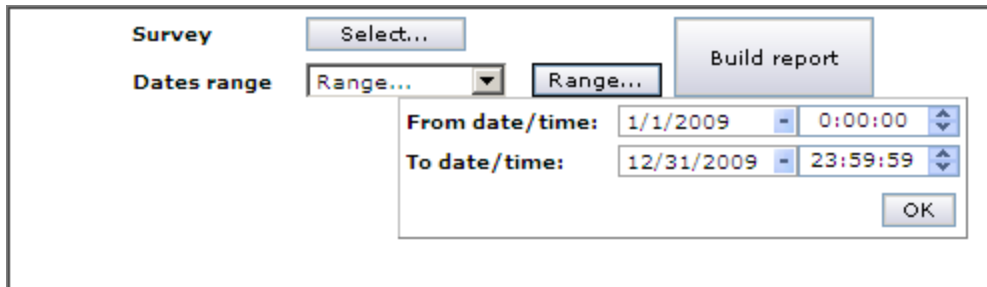 Survey Select... Build report
Dates range Range... Range...
From date/time: 1/1/2009 - 0:00:00
To date/time: 12/31/2009 - 23:59:59
OK